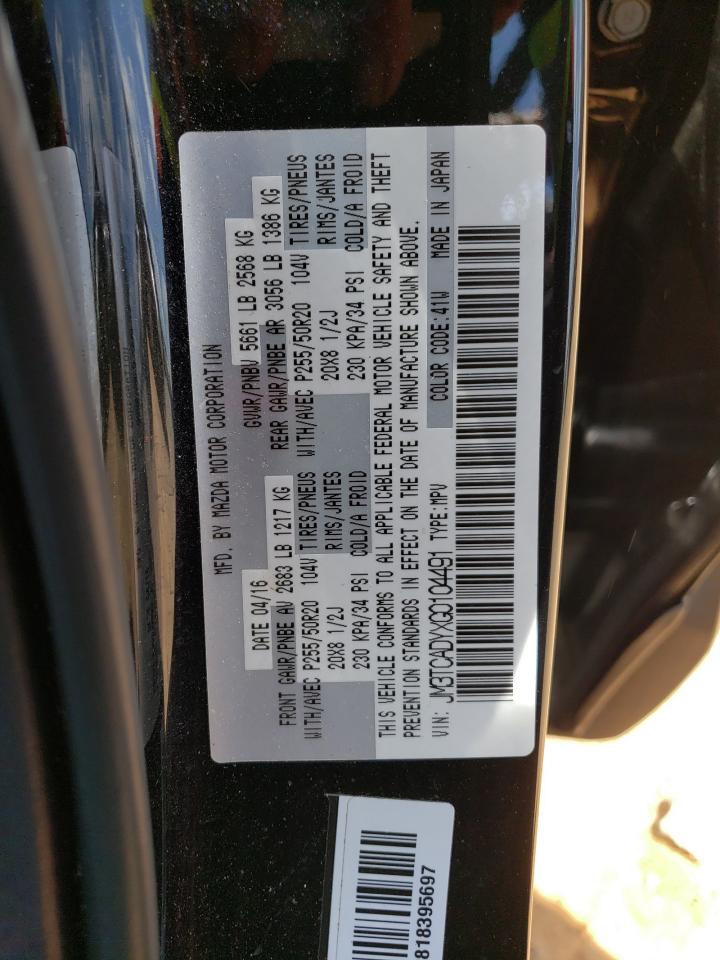 MFD. BY MAZDA MOTOR CORPORATION
DATE 04/16 GVWR/PNBV 5661 LB 2568 KG
FRONT GAWR/PNBE AV 2683 LB 1217 KG REAR GAWR/PNBE AR 3056 LB 1386 KG
WITH/AVEC P255/50R20 104V TIRES/PNEUS WITH/AVEC P255/50R20 104V TIRES/PNEUS
20X8 1/2J RIMS/JANTES 20X8 1/2J RIMS/JANTES
230 KPA/34 PSI COLD/A FROID 230 KPA/34 PSI COLD/A FROID
THIS VEHICLE CONFORMS TO ALL APPLICABLE FEDERAL MOTOR VEHICLE SAFETY AND THEFT
PREVENTION STANDARDS IN EFFECT ON THE DATE OF MANUFACTURE SHOWN ABOVE.
VIN: JM3TCADYXG0104491 TYPE:MPV COLOR CODE:41W MADE IN JAPAN
818395697